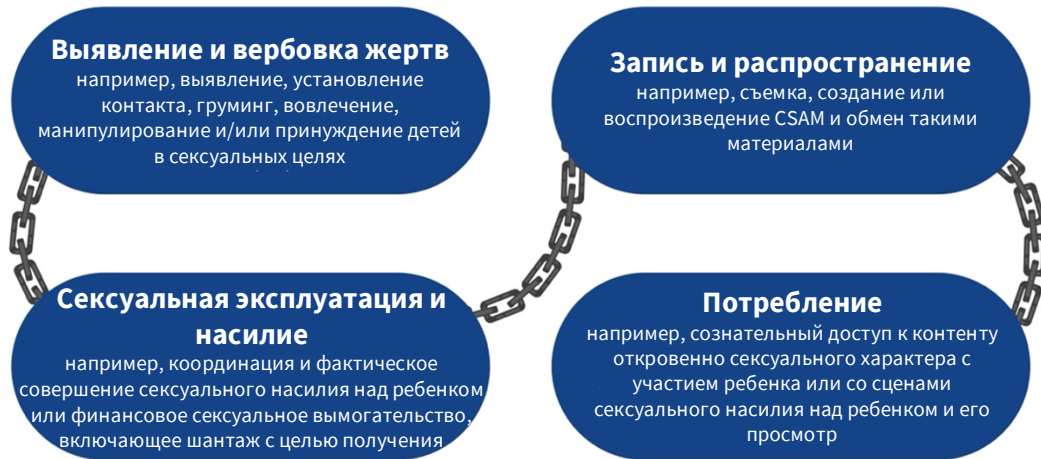 Выявление и вербовка жертв
например, выявление, установление
контакта, груминг, вовлечение,
манипулирование и/или принуждение детей
в сексуальных целях
Сексуальная эксплуатация и
насилие
например, координация и фактическое
совершение сексуального насилия над ребенком
или финансовое сексуальное вымогательство,
включающее шантаж с целью получения
Запись и распространение
например, съемка, создание или
воспроизведение CSAM и обмен такими
материалами
Потребление
например, сознательный доступ к контенту
откровенно сексуального характера с
участием ребенка или со сценами
сексуального насилия над ребенком и его
просмотр